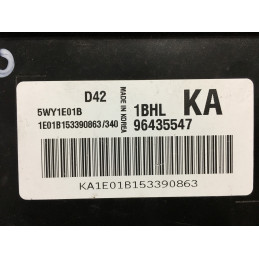 D42
5WY1E01B
1E01B153390863/340
MADE IN KOREA
1BHL KA
96435547
KA1E01B153390863